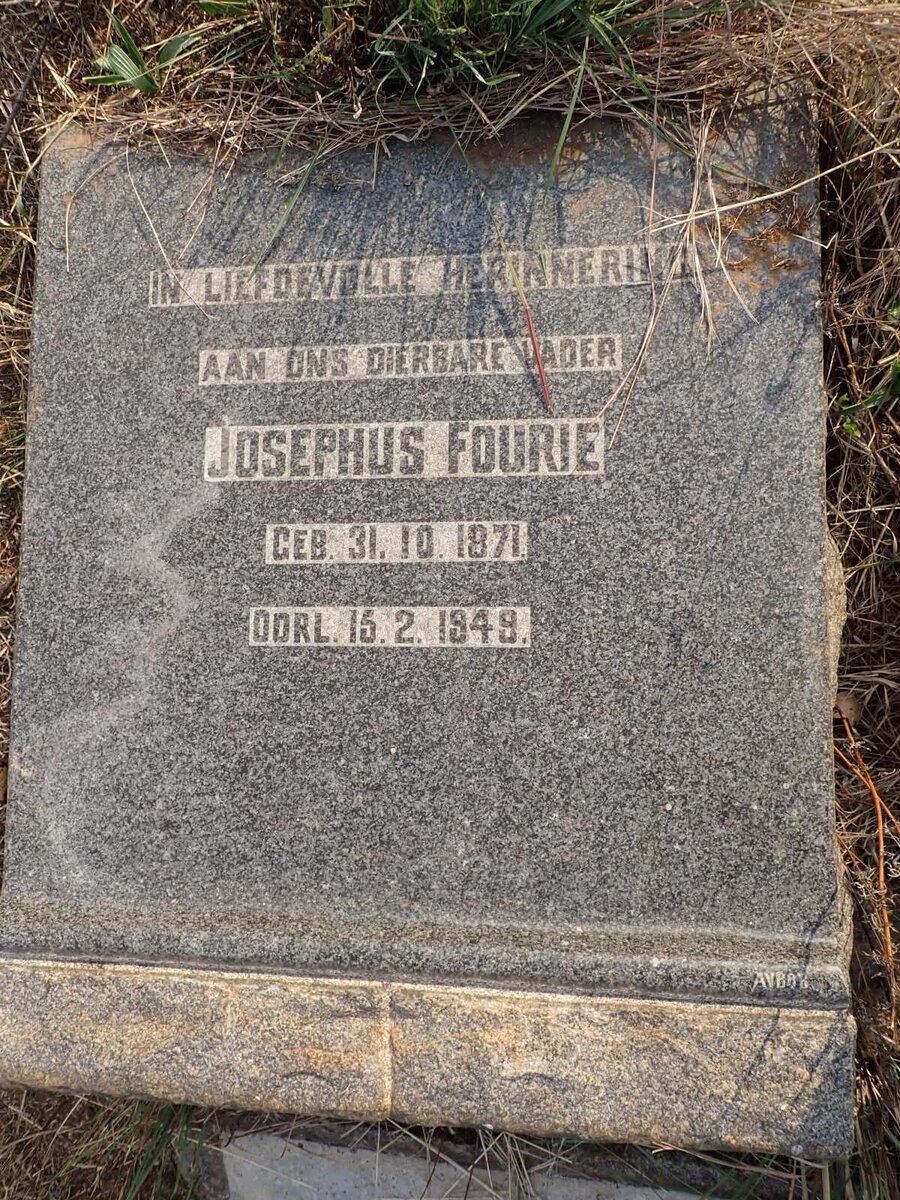 IN LIEFDEVOLLE HERINNERING
AAN ONS DIERBARE VADER
JOSEPHUS FOURIE
GEB. 31. 10. 1871.
OORL. 15. 2. 1949.